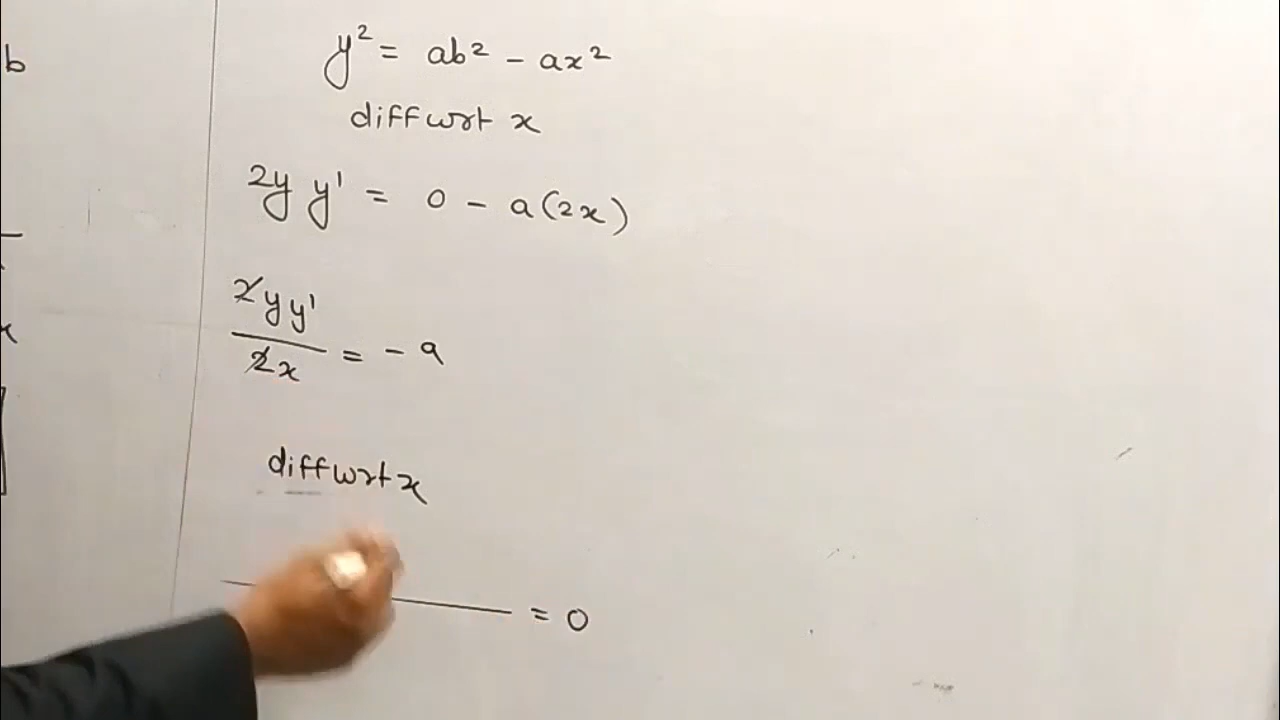 b
y² = ab² - ax²
diff wrt x
2y y' = 0 - a(2x)
2yy'
/2x = - a
diff wrt x
= 0